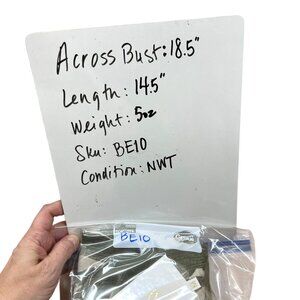 Across Bust: 18.5"
Length: 14.5"
Weight: 5oz
Sku: BE10
Condition: NWT
BE10